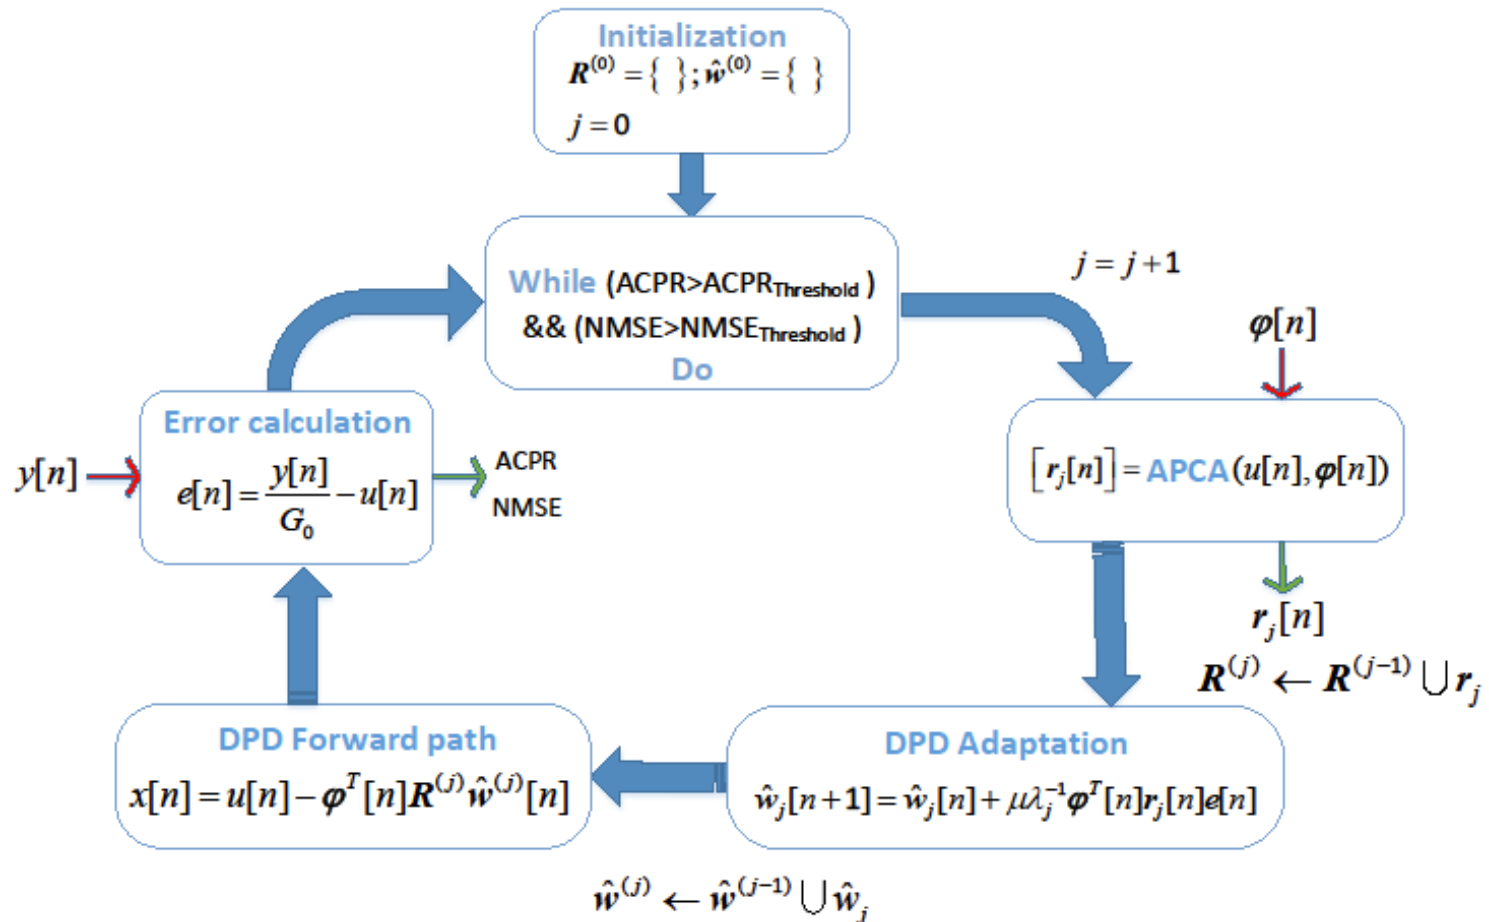 Initialization
R^(0) = { }; ŵ^(0) = { }
j = 0
While (ACPR>ACPR_Threshold )
&& (NMSE>NMSE_Threshold )
Do
j = j + 1
φ[n]
[r_j[n]] = APCA(u[n], φ[n])
r_j[n]
R^(j) ← R^(j−1) ⋃ r_j
DPD Adaptation
ŵ_j[n+1] = ŵ_j[n] + μλ_j^−1 φ^T[n]r_j[n]e[n]
ŵ^(j) ← ŵ^(j−1) ⋃ ŵ_j
DPD Forward path
x[n] = u[n] − φ^T[n]R^(j)ŵ^(j)[n]
y[n]
Error calculation
e[n] = y[n]/G_0 − u[n]
ACPR
NMSE